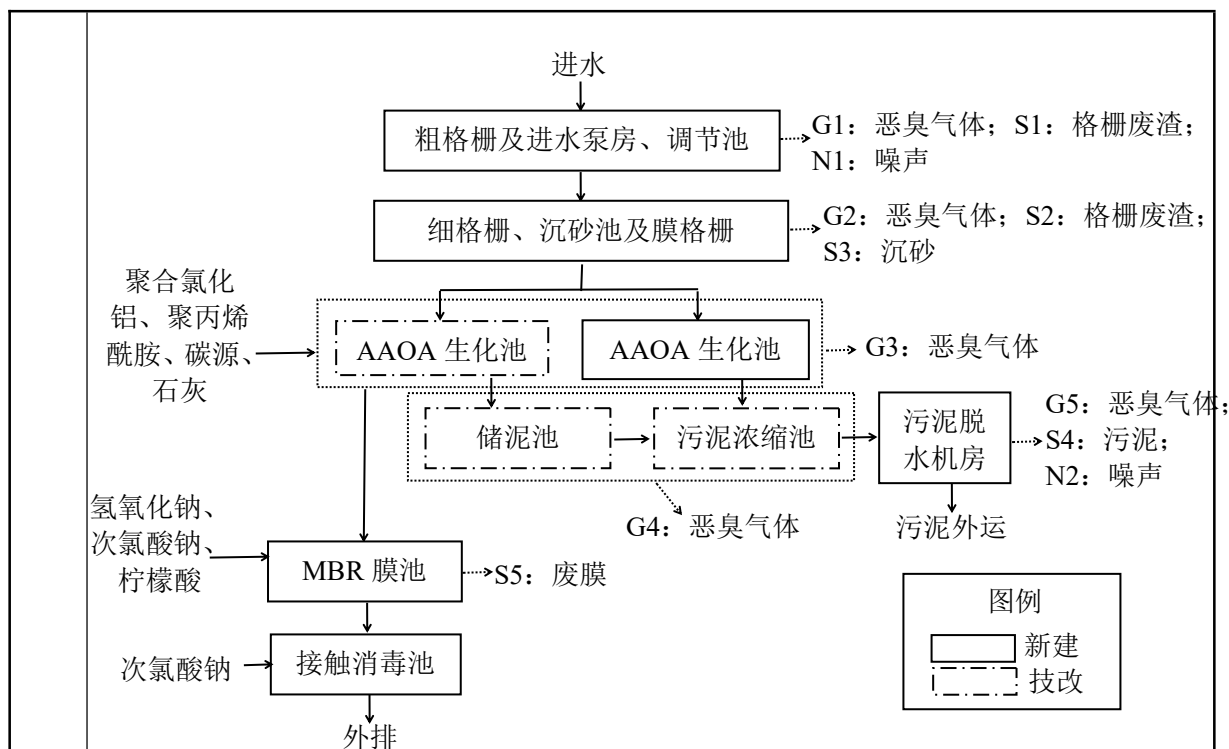 进水
粗格栅及进水泵房、调节池
G1：恶臭气体；S1：格栅废渣；
N1：噪声
细格栅、沉砂池及膜格栅
G2：恶臭气体；S2：格栅废渣；
S3：沉砂
聚合氯化
铝、聚丙烯
酰胺、碳源、
石灰
AAOA 生化池
AAOA 生化池
G3：恶臭气体
储泥池
污泥浓缩池
污泥脱
水机房
G5：恶臭气体；
S4：污泥；
N2：噪声
G4：恶臭气体
污泥外运
氢氧化钠、
次氯酸钠、
柠檬酸
MBR 膜池
S5：废膜
次氯酸钠
接触消毒池
外排
图例
新建
技改